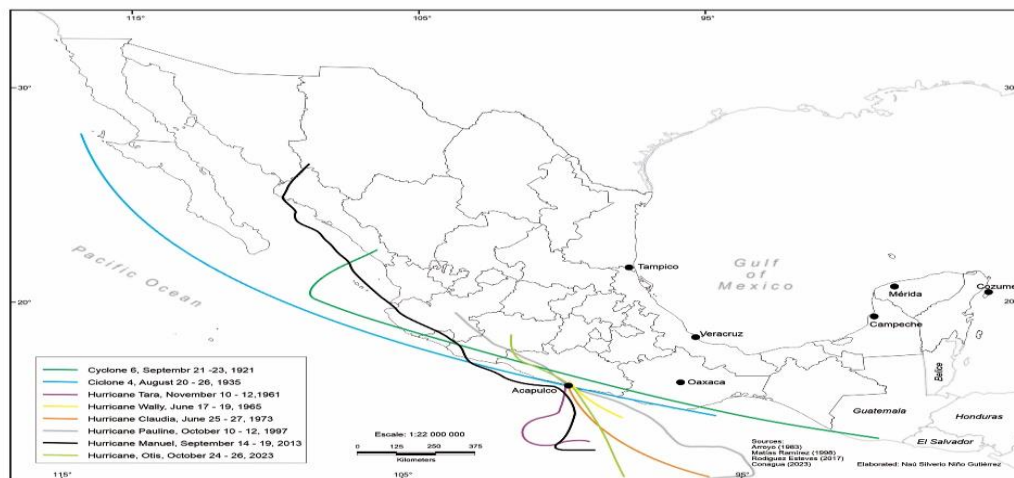 115°
105°
95°
30°
30
Pacific Ocean
Gulf
of
Mexico
Tampico
20°
Mérida
Cozume
20
Campeche
Veracruz
Acapulco
Oaxaca
Belice
Guatemala
Honduras
El Salvador
Cyclone 6, Septembr 21 -23, 1921
Ciclone 4, August 20 - 26, 1935
Hurricane Tara, November 10 - 12,1961
Hurricane Wally, June 17 - 19, 1965
Hurricane Claudia, June 25 - 27, 1973
Hurricane Pauline, October 10 - 12, 1997
Hurricane Manuel, September 14 - 19, 2013
Hurricane, Otis, October 24 - 26, 2023
Escale: 1:22 000 000
0 125 250 375
Kilometers
Sources:
Arroyo (1983)
Matías Ramírez (1998)
Rodiguez Esteves (2017)
Conagua (2023)
Elaborated: Naú Silverio Niño Gutiérrez
115°
105°
95°